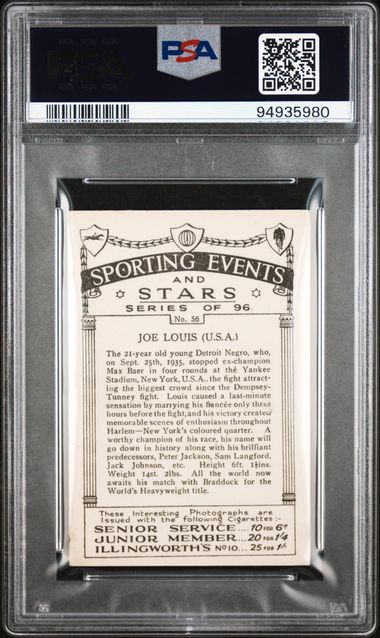 PSA
94935980
SPORTING EVENTS
AND
STARS
SERIES OF 96.
No. 56
JOE LOUIS (U.S.A.)
The 21-year old young Detroit Negro, who,
on Sept. 25th, 1935, stopped ex-champion
Max Baer in four rounds at the Yankee
Stadium, New York, U.S.A., the fight attract-
ing the biggest crowd since the Dempsey-
Tunney fight. Louis caused a last-minute
sensation by marrying his fiancée only three
hours before the fight, and his victory created
memorable scenes of enthusiasm throughout
Harlem—New York's coloured quarter. A
worthy champion of his race, his name will
go down in history along with his brilliant
predecessors, Peter Jackson, Sam Langford,
Jack Johnson, etc. Height 6ft. 1½ins.
Weight 14st. 2lbs. All the world now
awaits his match with Braddock for the
World's Heavyweight title.
These Interesting Photographs are
Issued with the following Cigarettes:-
SENIOR SERVICE....10 FOR 6D
JUNIOR MEMBER...20 FOR 1/4
ILLINGWORTH'S No 10...25 FOR 1/-